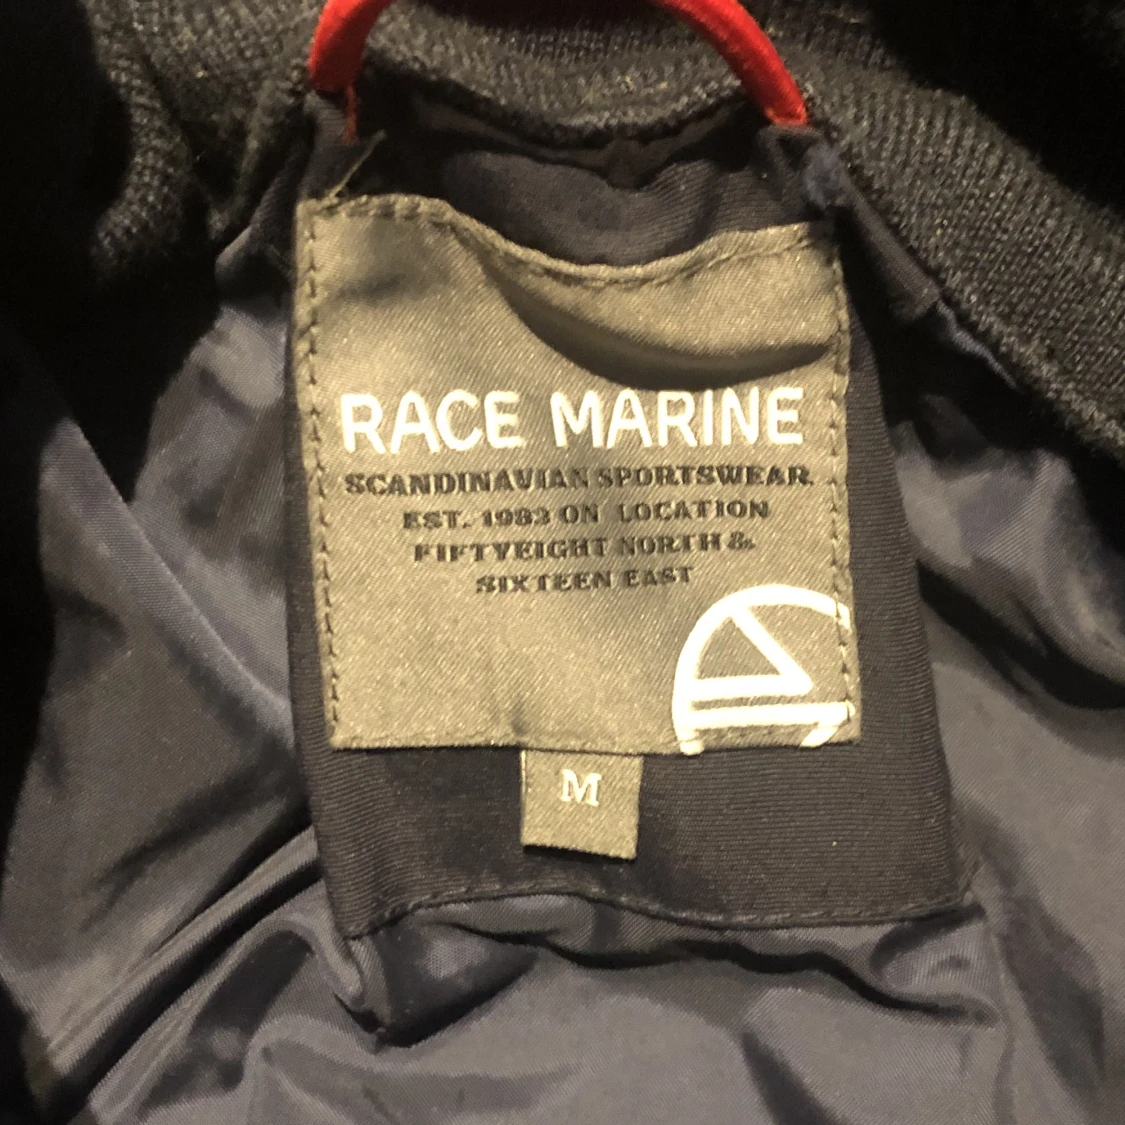 RACE MARINE
SCANDINAVIAN SPORTSWEAR.
EST. 1983 ON LOCATION
FIFTYEIGHT NORTH &
SIXTEEN EAST
M